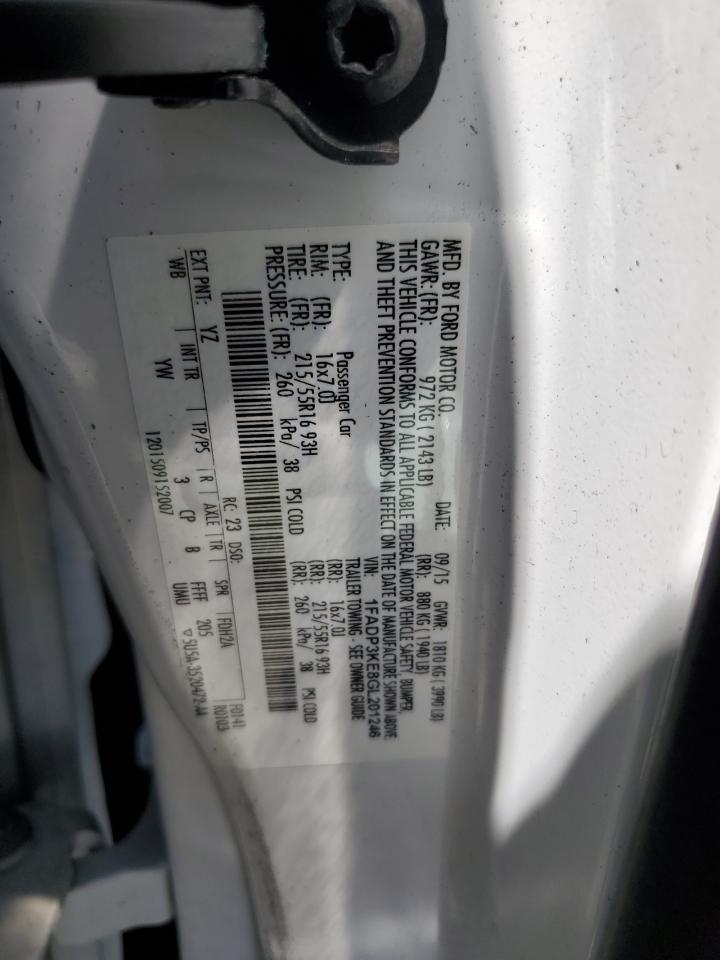 MFD. BY FORD MOTOR CO. DATE: 09/15 GVWR: 1810 KG ( 3990 LB)
GAWR: (FR): 972 KG ( 2143 LB) (RR): 880 KG ( 1940 LB)
THIS VEHICLE CONFORMS TO ALL APPLICABLE FEDERAL MOTOR VEHICLE SAFETY, BUMPER,
AND THEFT PREVENTION STANDARDS IN EFFECT ON THE DATE OF MANUFACTURE SHOWN ABOVE.
VIN: 1FADP3KE8GL201246
TYPE: Passenger Car TRAILER TOWING - SEE OWNER GUIDE
RIM: (FR): 16x7.0J (RR): 16x7.0J
TIRE: (FR): 215/55R16 93H (RR): 215/55R16 93H
PRESSURE: (FR): 260 kPa/ 38 PSI COLD (RR): 260 kPa/ 38 PSI COLD
RC: 23 DSO: FDH2A F0141
EXT PNT: YZ R0103
WB INT TR TP/PS R AXLE TR SPR
YW 3 CP B FFFF 205
1201509152007 UMU ▽5U5A-3520472-AA